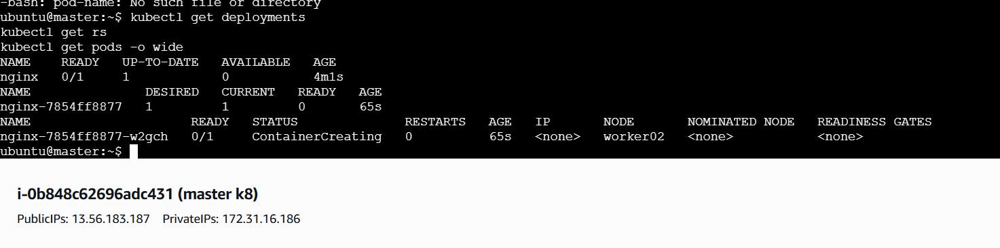 -bash: pod-name: No such file or directory
ubuntu@master:~$ kubectl get deployments
kubectl get rs
kubectl get pods -o wide
NAME    READY   UP-TO-DATE   AVAILABLE   AGE
nginx   0/1     1            0           4m1s
NAME               DESIRED   CURRENT   READY   AGE
nginx-7854ff8877   1         1         0       65s
NAME                     READY   STATUS              RESTARTS   AGE   IP       NODE       NOMINATED NODE   READINESS GATES
nginx-7854ff8877-w2gch   0/1     ContainerCreating   0          65s   <none>   worker02   <none>           <none>
ubuntu@master:~$
i-0b848c62696adc431 (master k8)
PublicIPs: 13.56.183.187    PrivateIPs: 172.31.16.186